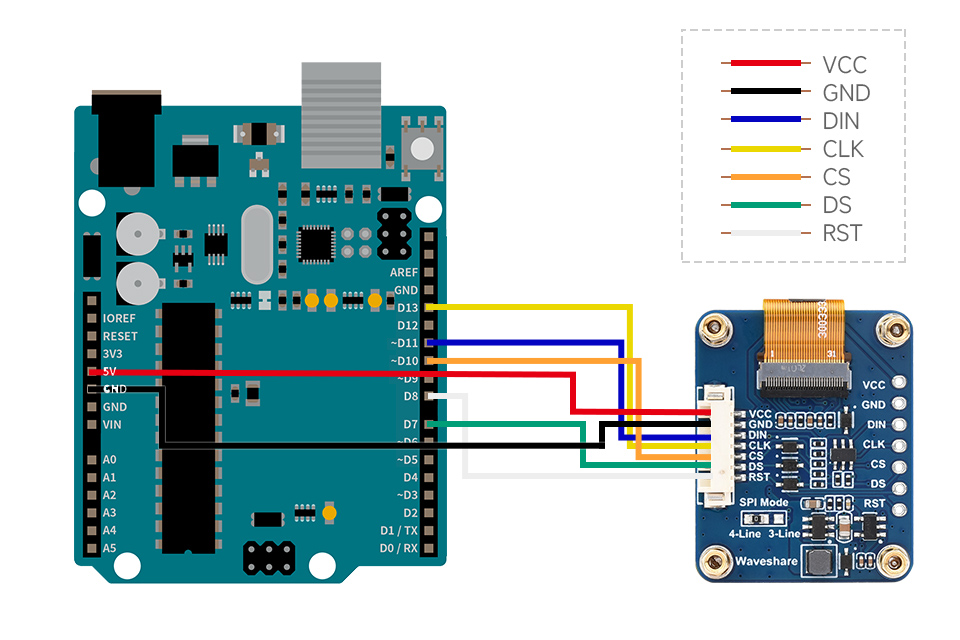 VCC
GND
DIN
CLK
CS
DS
RST
AREF
GND
D13
D12
~D11
~D10
~D9
D8
D7
~D6
~D5
D4
~D3
D2
D1 / TX
D0 / RX
IOREF
RESET
3V3
5V
GND
GND
VIN
A0
A1
A2
A3
A4
A5
1
31
VCC
GND
DIN
CLK
CS
DS
RST
VCC
GND
DIN
CLK
CS
DS
RST
SPI Mode
4-Line 3-Line
Waveshare